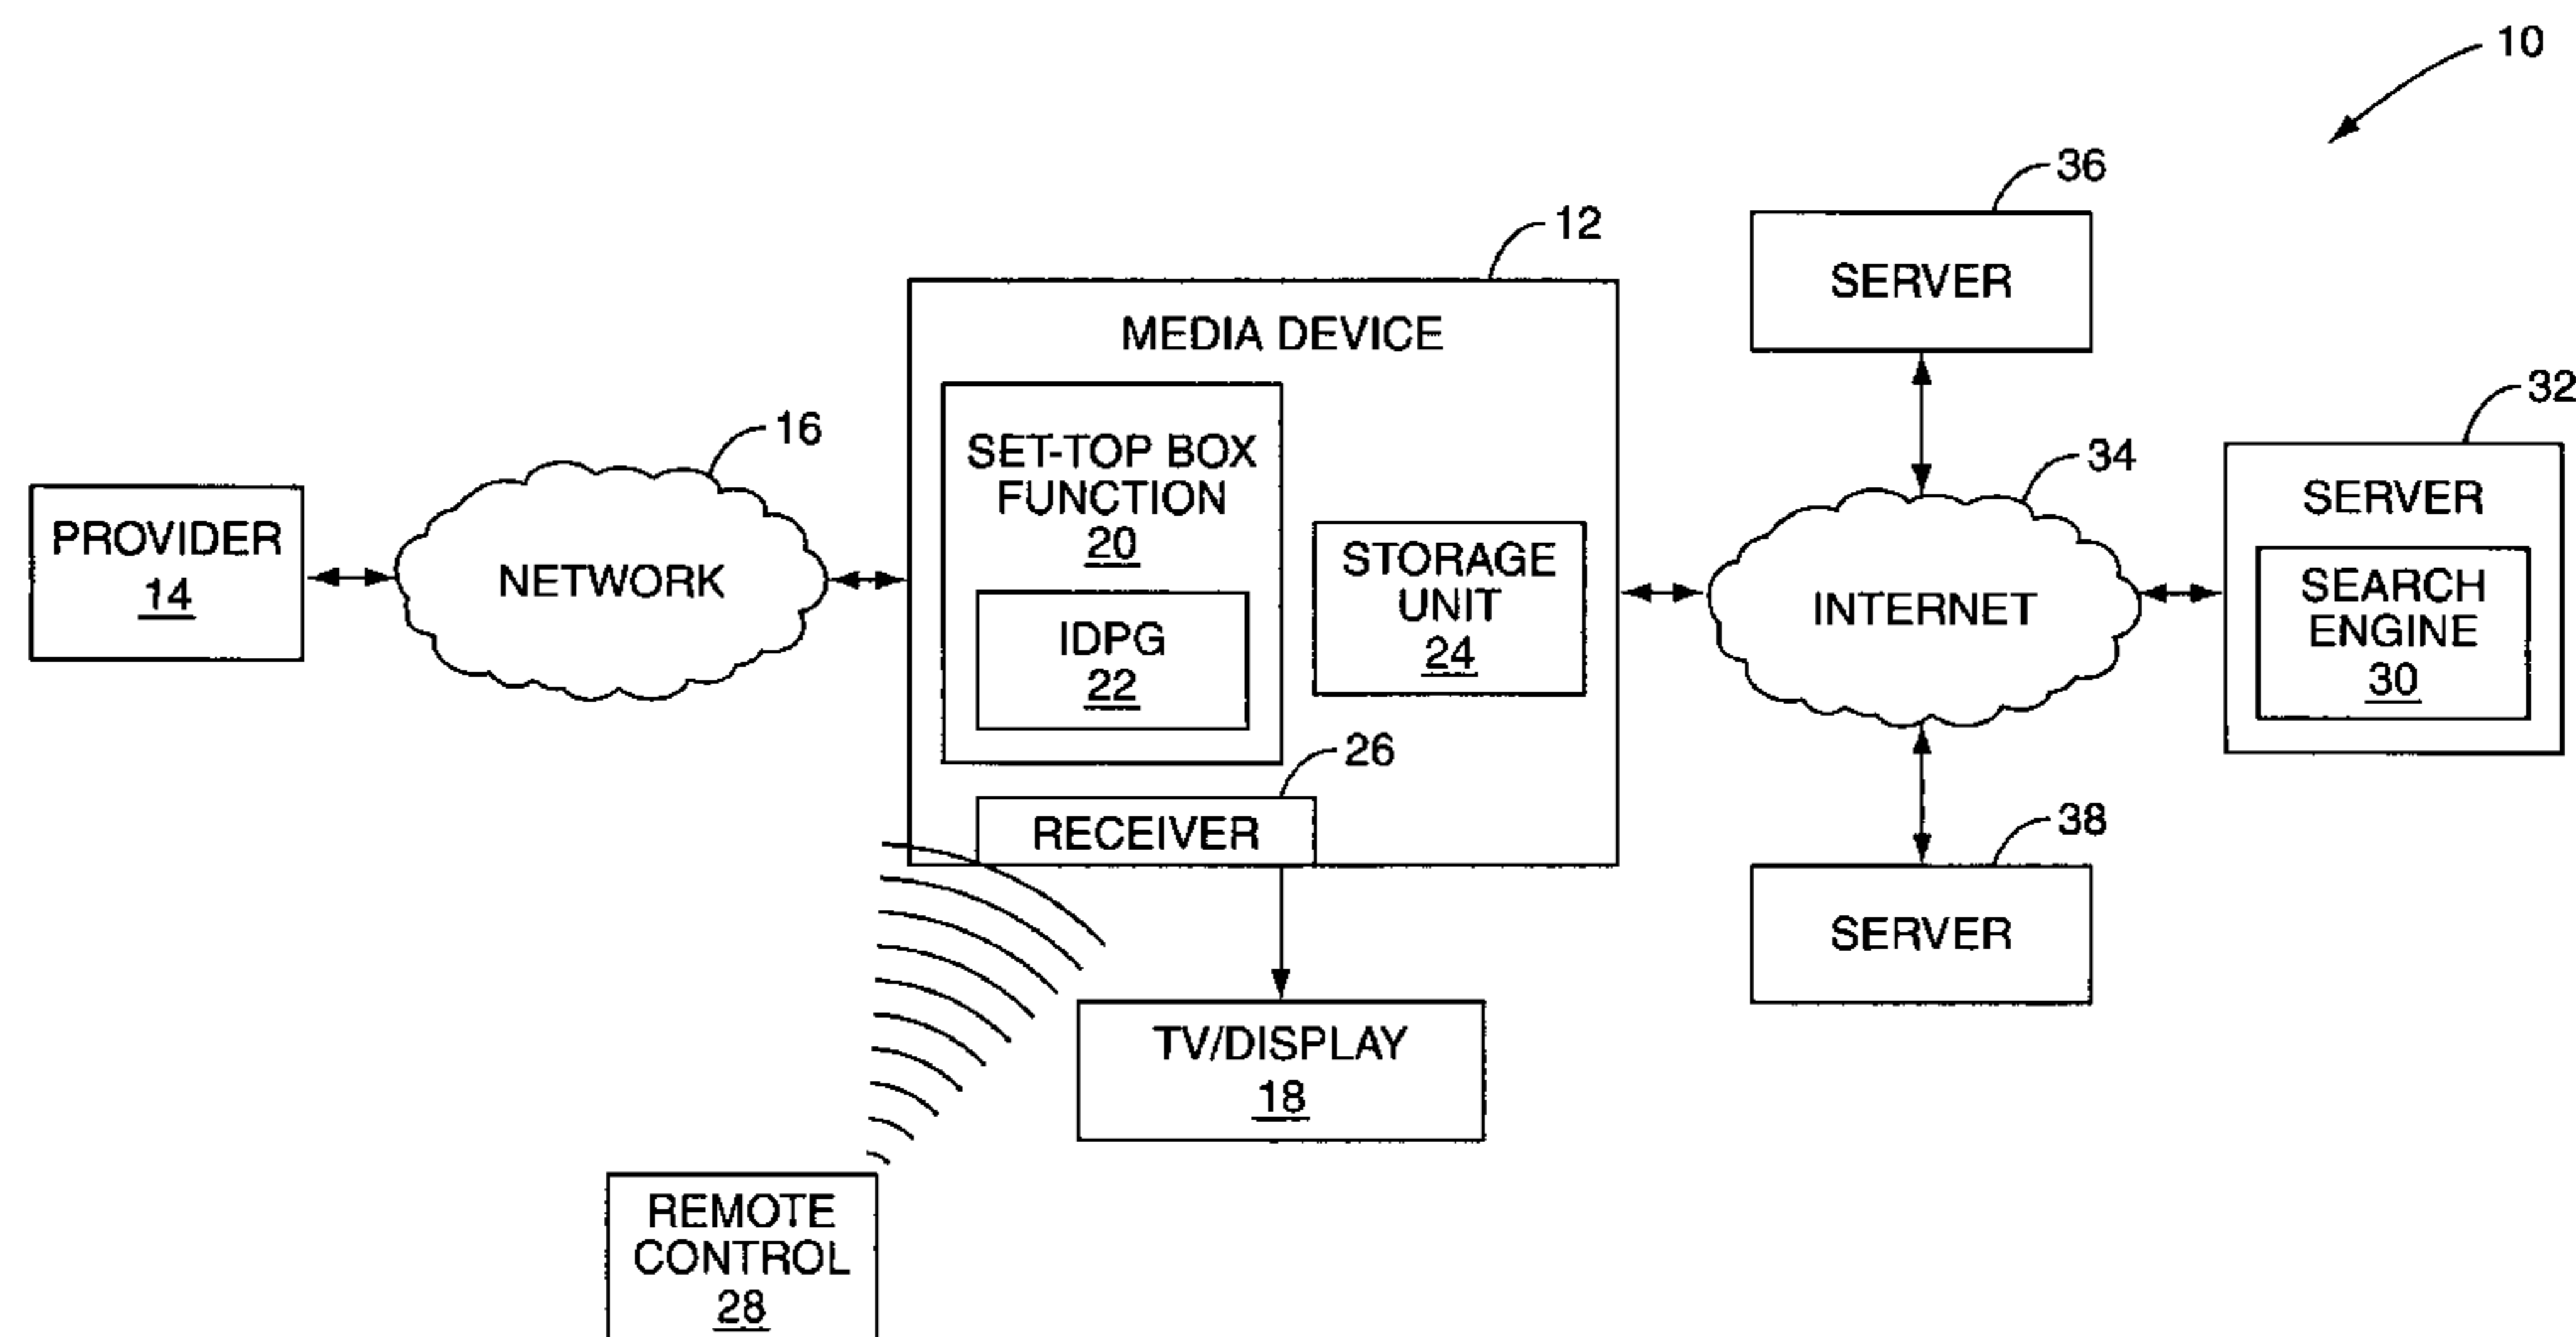 10
36
SERVER
12
MEDIA DEVICE
32
SERVER
SEARCH
ENGINE
30
16
SET-TOP BOX
FUNCTION
20
IDPG
22
STORAGE
UNIT
24
34
INTERNET
PROVIDER
14
NETWORK
26
RECEIVER
38
SERVER
TV/DISPLAY
18
REMOTE
CONTROL
28